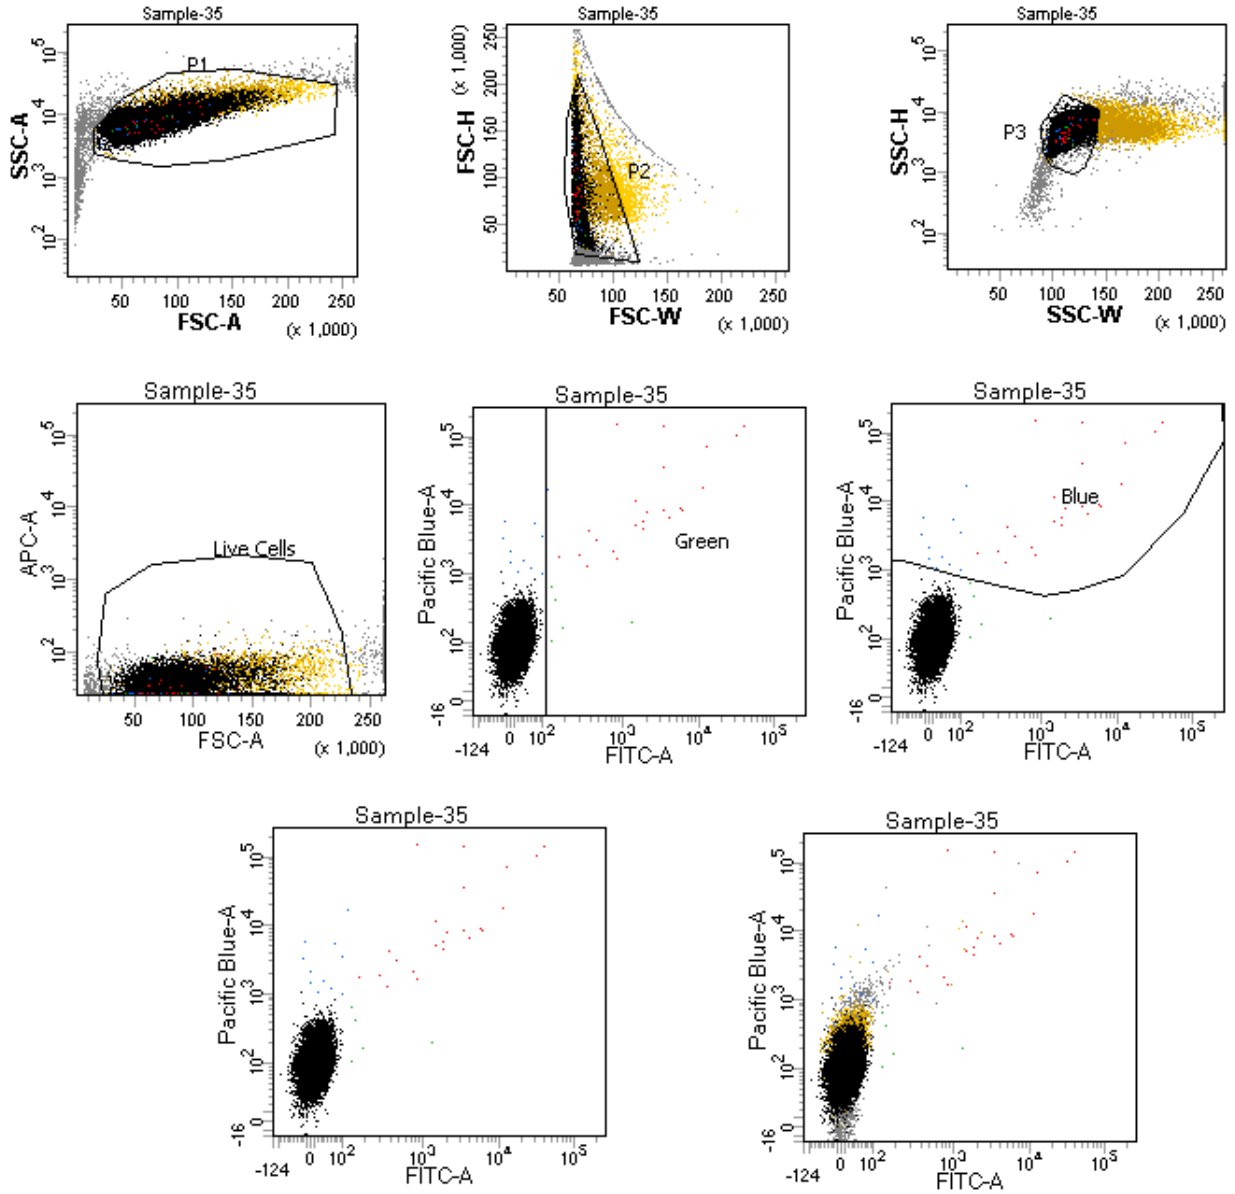 Sample-35
SSC-A
10^5
10^4
10^3
10^2
P1
50 100 150 200 250
FSC-A
(x 1,000)
Sample-35
FSC-H
(x 1,000)
250
200
150
100
50
P2
50 100 150 200 250
FSC-W
(x 1,000)
Sample-35
SSC-H
10^5
10^4
10^3
10^2
P3
50 100 150 200 250
SSC-W
(x 1,000)
Sample-35
APC-A
10^5
10^4
10^3
10^2
Live Cells
50 100 150 200 250
FSC-A
(x 1,000)
Sample-35
Pacific Blue-A
10^5
10^4
10^3
10^2
0
-16
Green
-124 0 10^2 10^3 10^4 10^5
FITC-A
Sample-35
Pacific Blue-A
10^5
10^4
10^3
10^2
0
-16
Blue
-124 0 10^2 10^3 10^4 10^5
FITC-A
Sample-35
Pacific Blue-A
10^5
10^4
10^3
10^2
0
-16
-124 0 10^2 10^3 10^4 10^5
FITC-A
Sample-35
Pacific Blue-A
10^5
10^4
10^3
10^2
0
-16
-124 0 10^2 10^3 10^4 10^5
FITC-A